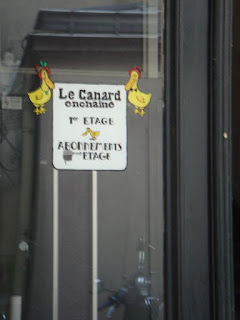 Le Canard
enchaîné
1er ETAGE
ABONNEMENTS
ETAGE